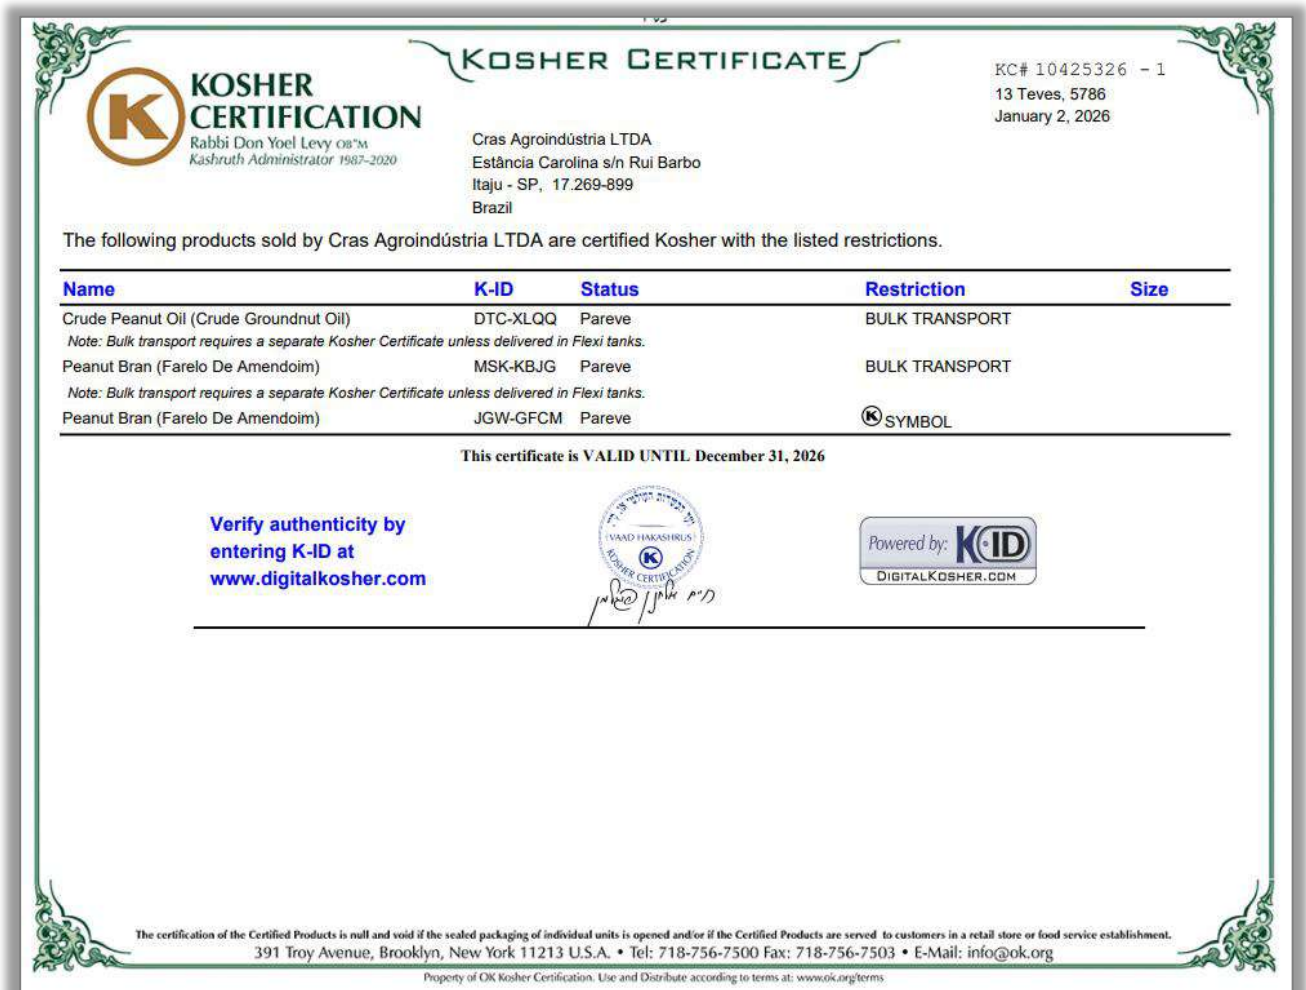 KOSHER CERTIFICATE
KC# 10425326 - 1
13 Teves, 5786
January 2, 2026
K
KOSHER
CERTIFICATION
Rabbi Don Yoel Levy OB"M
Kashruth Administrator 1987–2020
Cras Agroindústria LTDA
Estância Carolina s/n Rui Barbo
Itaju - SP, 17.269-899
Brazil
The following products sold by Cras Agroindústria LTDA are certified Kosher with the listed restrictions.
Name K-ID Status Restriction Size
Crude Peanut Oil (Crude Groundnut Oil) DTC-XLQQ Pareve BULK TRANSPORT
Note: Bulk transport requires a separate Kosher Certificate unless delivered in Flexi tanks.
Peanut Bran (Farelo De Amendoim) MSK-KBJG Pareve BULK TRANSPORT
Note: Bulk transport requires a separate Kosher Certificate unless delivered in Flexi tanks.
Peanut Bran (Farelo De Amendoim) JGW-GFCM Pareve K SYMBOL
This certificate is VALID UNTIL December 31, 2026
Verify authenticity by
entering K-ID at
www.digitalkosher.com
VAAD HAKASHRUS
K
KOSHER CERTIFICATION
Powered by: K·ID
DIGITALKOSHER.COM
The certification of the Certified Products is null and void if the sealed packaging of individual units is opened and/or if the Certified Products are served to customers in a retail store or food service establishment.
391 Troy Avenue, Brooklyn, New York 11213 U.S.A. • Tel: 718-756-7500 Fax: 718-756-7503 • E-Mail: info@ok.org
Property of OK Kosher Certification. Use and Distribute according to terms at: www.ok.org/terms